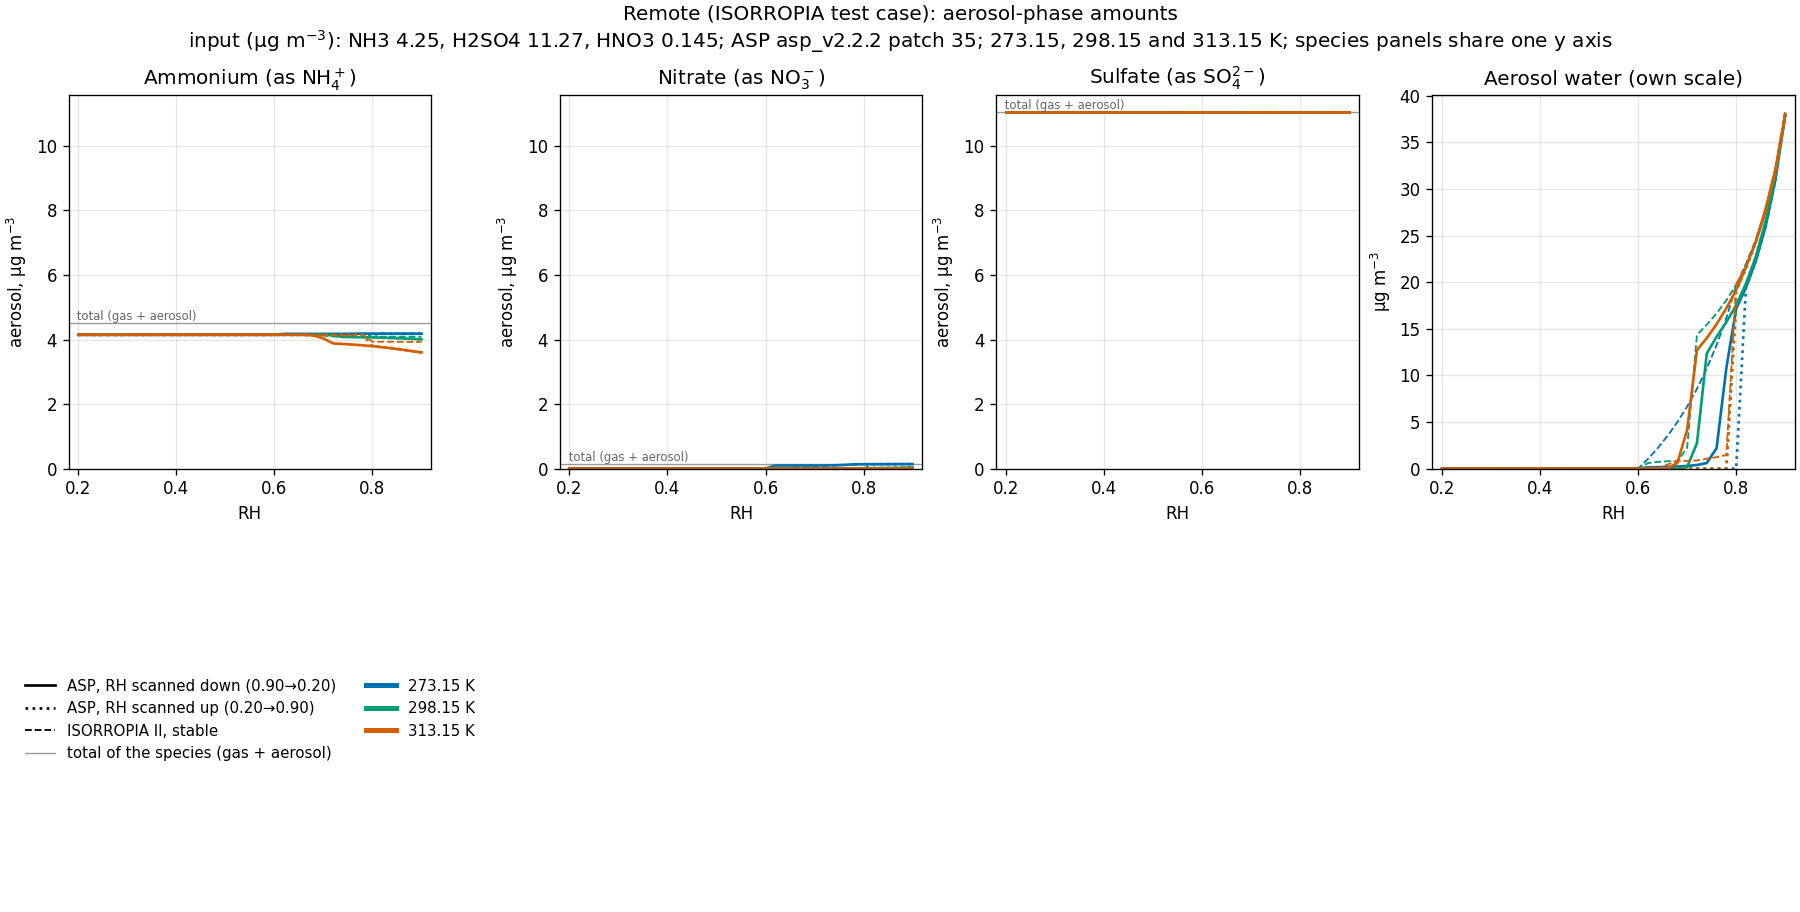 Remote (ISORROPIA test case): aerosol-phase amounts
input (µg m⁻³): NH3 4.25, H2SO4 11.27, HNO3 0.145; ASP asp_v2.2.2 patch 35; 273.15, 298.15 and 313.15 K; species panels share one y axis
Ammonium (as NH₄⁺)
aerosol, µg m⁻³
10
8
6
4
2
0
total (gas + aerosol)
0.2 0.4 0.6 0.8
RH
Nitrate (as NO₃⁻)
aerosol, µg m⁻³
10
8
6
4
2
0
total (gas + aerosol)
0.2 0.4 0.6 0.8
RH
Sulfate (as SO₄²⁻)
aerosol, µg m⁻³
total (gas + aerosol)
10
8
6
4
2
0
0.2 0.4 0.6 0.8
RH
Aerosol water (own scale)
µg m⁻³
40
35
30
25
20
15
10
5
0
0.2 0.4 0.6 0.8
RH
ASP, RH scanned down (0.90→0.20)
ASP, RH scanned up (0.20→0.90)
ISORROPIA II, stable
total of the species (gas + aerosol)
273.15 K
298.15 K
313.15 K